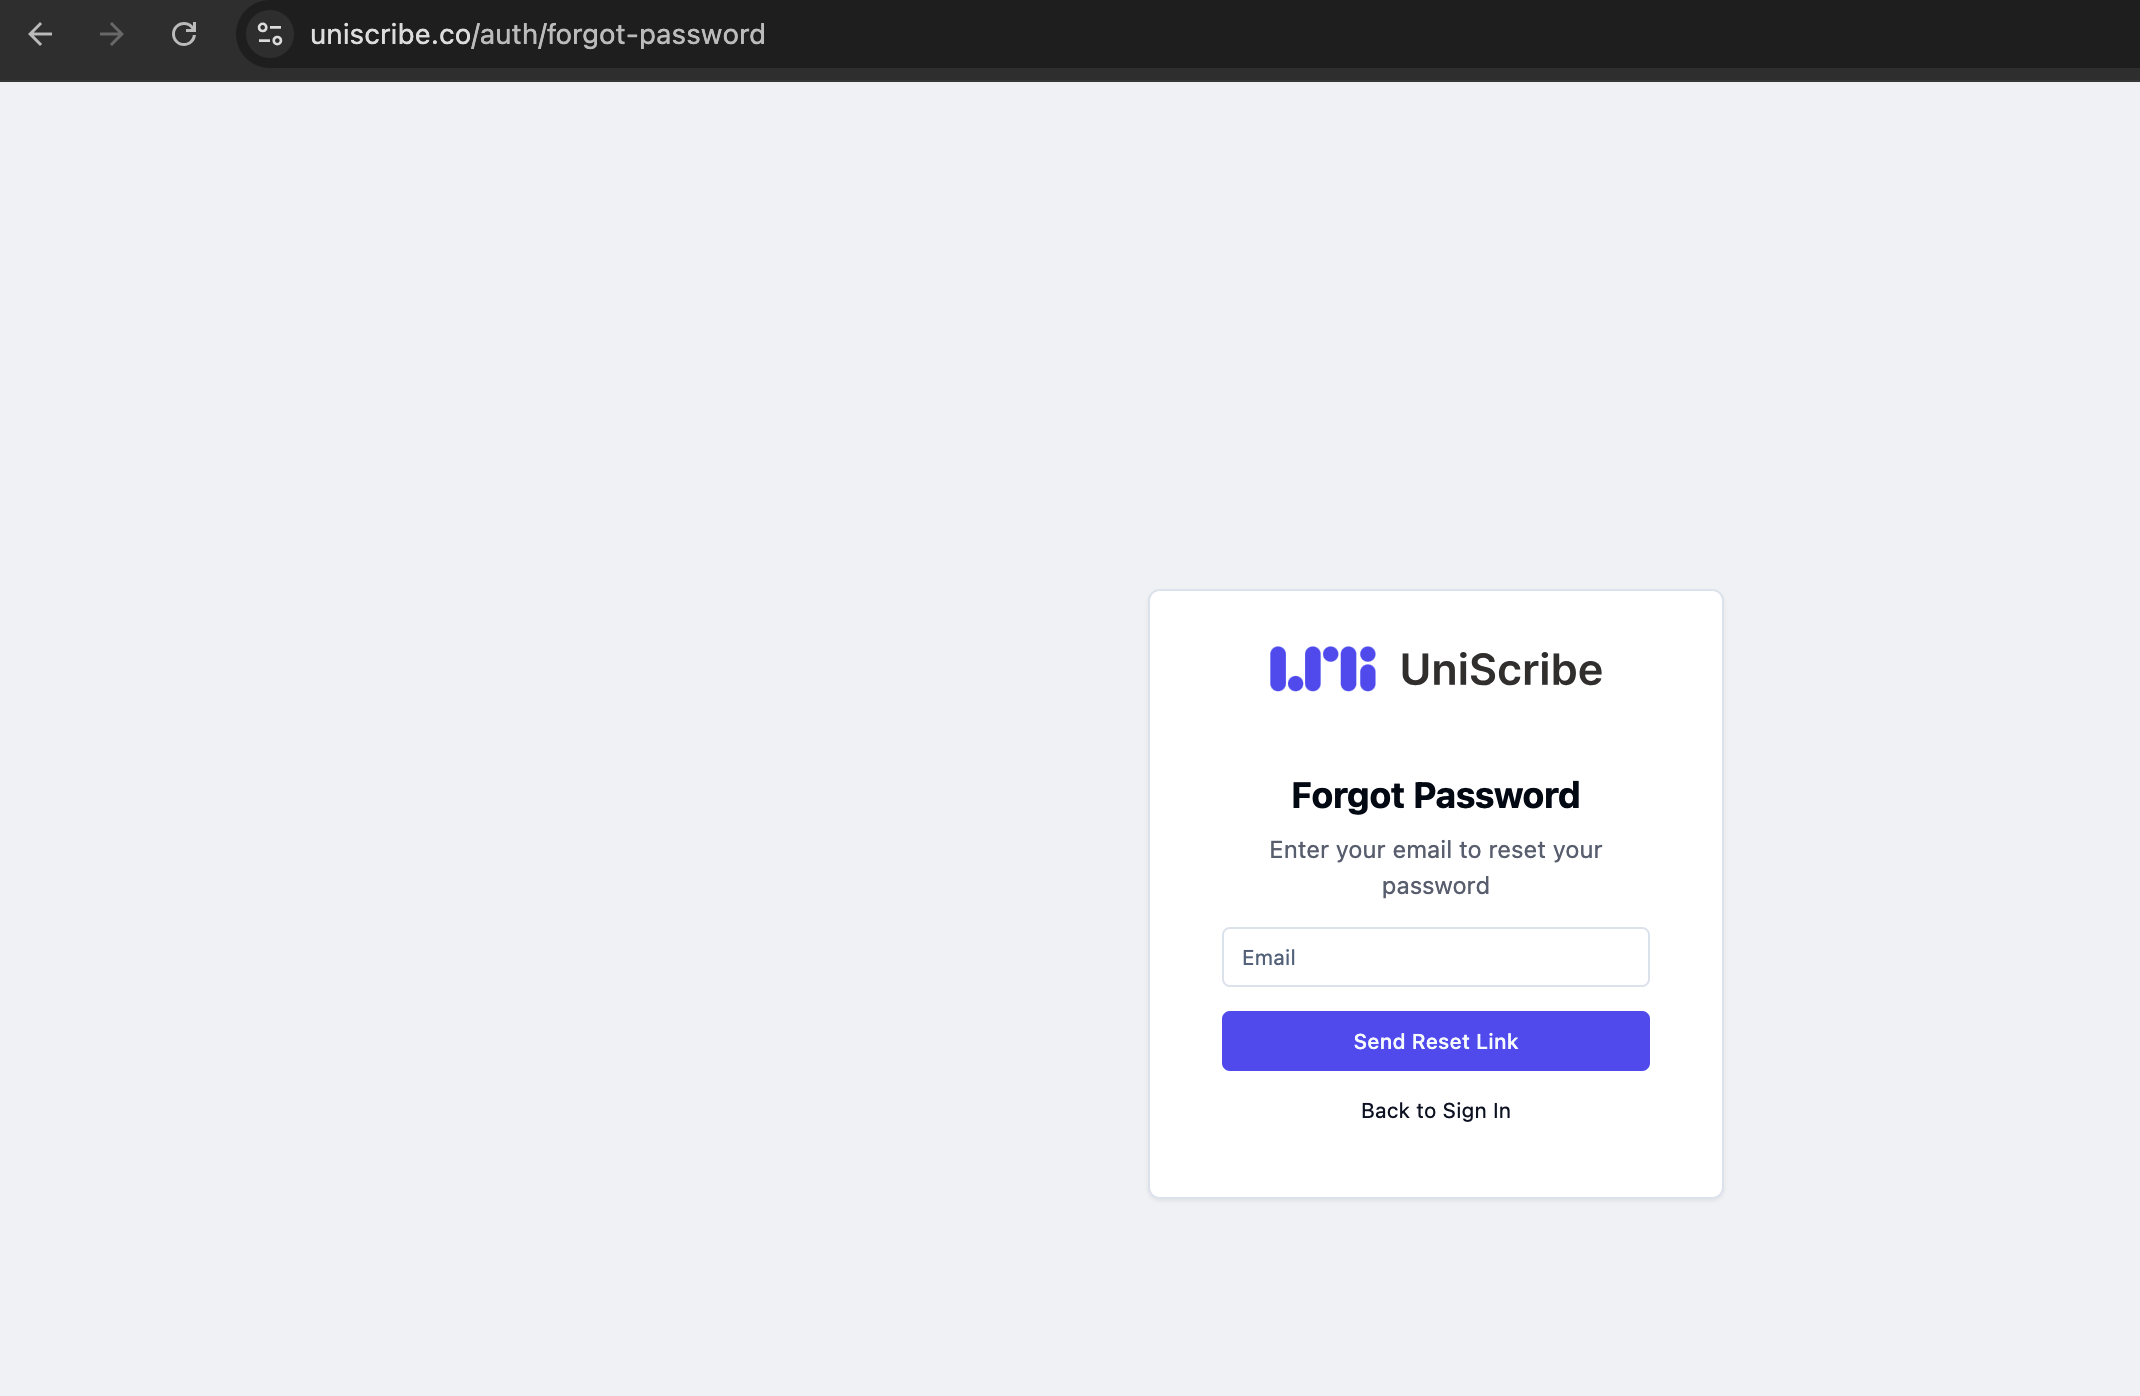 uniscribe.co/auth/forgot-password
UniScribe
Forgot Password
Enter your email to reset your
password
Email
Send Reset Link
Back to Sign In